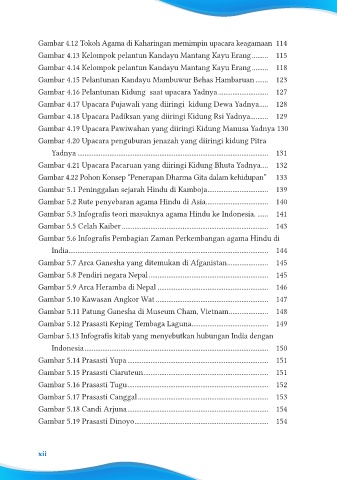 Gambar 4.12 Tokoh Agama di Kaharingan memimpin upacara keagamaan 114
Gambar 4.13 Kelompok pelantun Kandayu Mantang Kayu Erang ......... 115
Gambar 4.14 Kelompok pelantun Kandayu Mantang Kayu Erang ......... 118
Gambar 4.15 Pelantunan Kandayu Mambuwur Behas Hambaruan ....... 123
Gambar 4.16 Pelantunan Kidung saat upacara Yadnya........................... 127
Gambar 4.17 Upacara Pujawali yang diiringi kidung Dewa Yadnya..... 128
Gambar 4.18 Upacara Padiksan yang diiringi Kidung Rsi Yadnya.......... 129
Gambar 4.19 Upacara Pawiwahan yang diiringi Kidung Manusa Yadnya 130
Gambar 4.20 Upacara penguburan jenazah yang diiringi kidung Pitra
Yadnya ........................................................................................................ 131
Gambar 4.21 Upacara Pacaruan yang diiringi Kidung Bhuta Yadnya.... 132
Gambar 4.22 Pohon Konsep "Penerapan Dharma Gita dalam kehidupan" 133
Gambar 5.1 Peninggalan sejarah Hindu di Kamboja................................. 139
Gambar 5.2 Rute penyebaran agama Hindu di Asia.................................. 140
Gambar 5.3 Infografis teori masuknya agama Hindu ke Indonesia. ...... 141
Gambar 5.5 Celah Kaiber................................................................................ 143
Gambar 5.6 Infografis Pembagian Zaman Perkembangan agama Hindu di
India............................................................................................................. 144
Gambar 5.7 Arca Ganesha yang ditemukan di Afganistan...................... 145
Gambar 5.8 Pendiri negara Nepal................................................................. 145
Gambar 5.9 Arca Heramba di Nepal ............................................................ 146
Gambar 5.10 Kawasan Angkor Wat ............................................................. 147
Gambar 5.11 Patung Ganesha di Museum Cham, Vietnam..................... 148
Gambar 5.12 Prasasti Keping Tembaga Laguna......................................... 149
Gambar 5.13 Infografis kitab yang menyebutkan hubungan India dengan
Indonesia.................................................................................................... 150
Gambar 5.14 Prasasti Yupa ............................................................................ 151
Gambar 5.15 Prasasti Ciaruteun.................................................................... 151
Gambar 5.16 Prasasti Tugu............................................................................. 152
Gambar 5.17 Prasasti Canggal....................................................................... 153
Gambar 5.18 Candi Arjuna............................................................................. 154
Gambar 5.19 Prasasti Dinoyo......................................................................... 154
xii